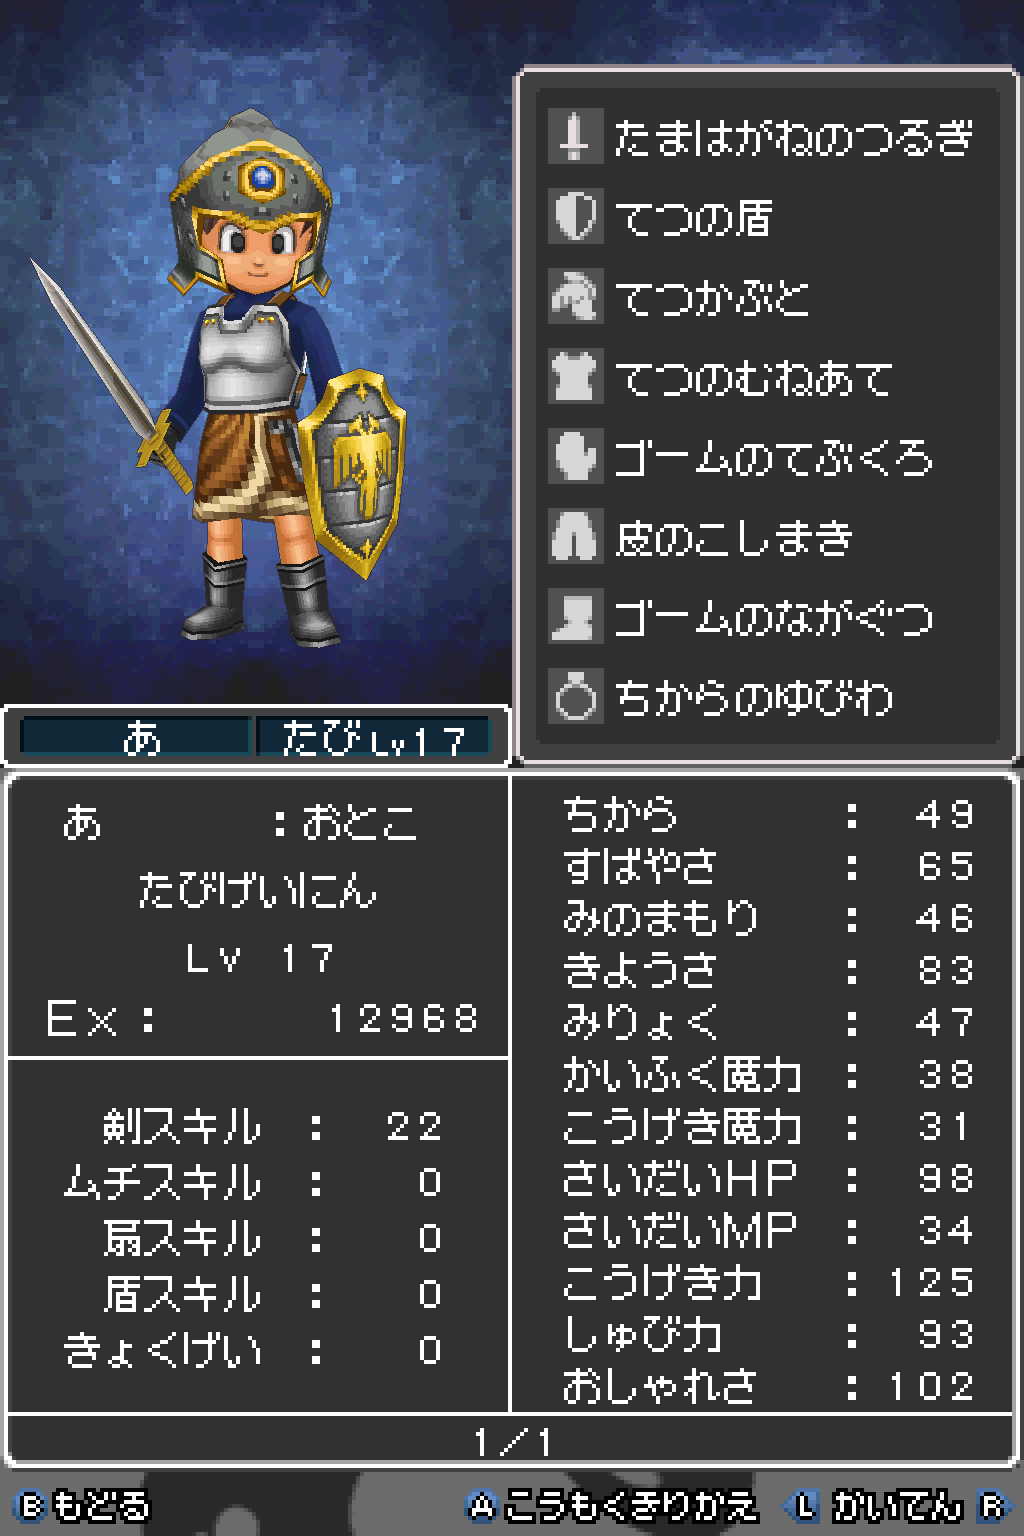 たまはがねのつるぎ
てつの盾
てつかぶと
てつのむねあて
ゴームのてぶくろ
皮のこしまき
ゴームのながぐつ
ちからのゆびわ
あ たび Lv17
あ :おとこ
たびげいにん
Lv 17
Ex: 12968
剣スキル : 22
ムチスキル : 0
扇スキル : 0
盾スキル : 0
きょくげい : 0
ちから : 49
すばやさ : 65
みのまもり : 46
きようさ : 83
みりょく : 47
かいふく魔力 : 38
こうげき魔力 : 31
さいだいHP : 98
さいだいMP : 34
こうげき力 : 125
しゅび力 : 93
おしゃれさ : 102
1/1
B もどる A こうもくきりかえ L かいてん R